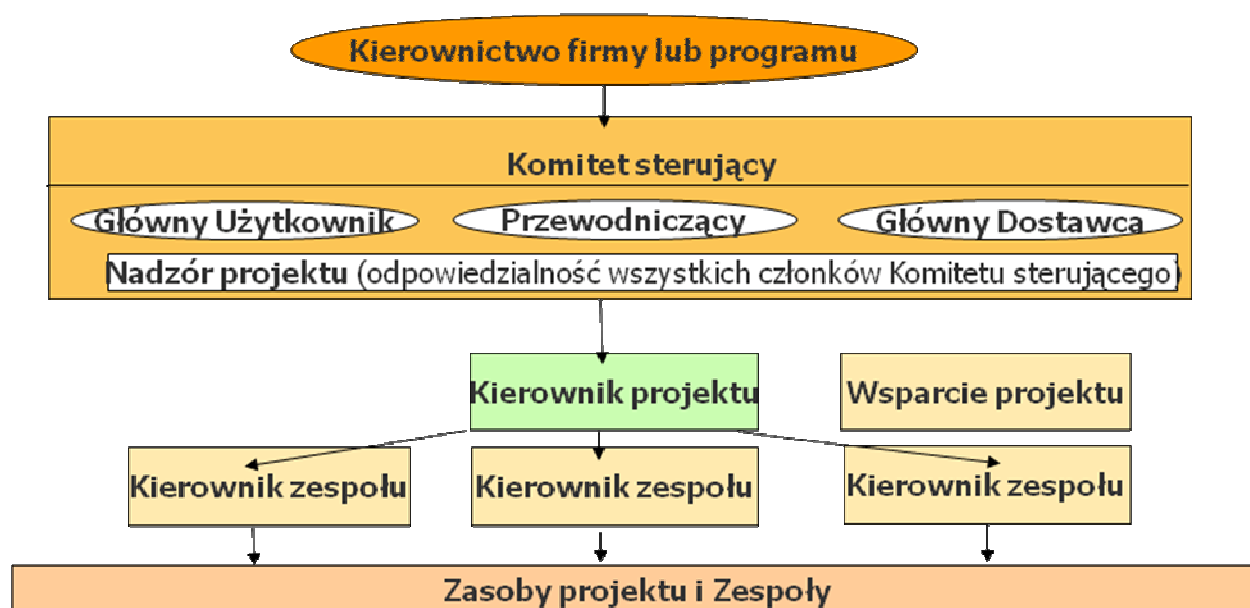 Kierownictwo firmy lub programu
Komitet sterujący
Główny Użytkownik
Przewodniczący
Główny Dostawca
Nadzór projektu (odpowiedzialność wszystkich członków Komitetu sterującego)
Kierownik projektu
Wsparcie projektu
Kierownik zespołu
Kierownik zespołu
Kierownik zespołu
Zasoby projektu i Zespoły